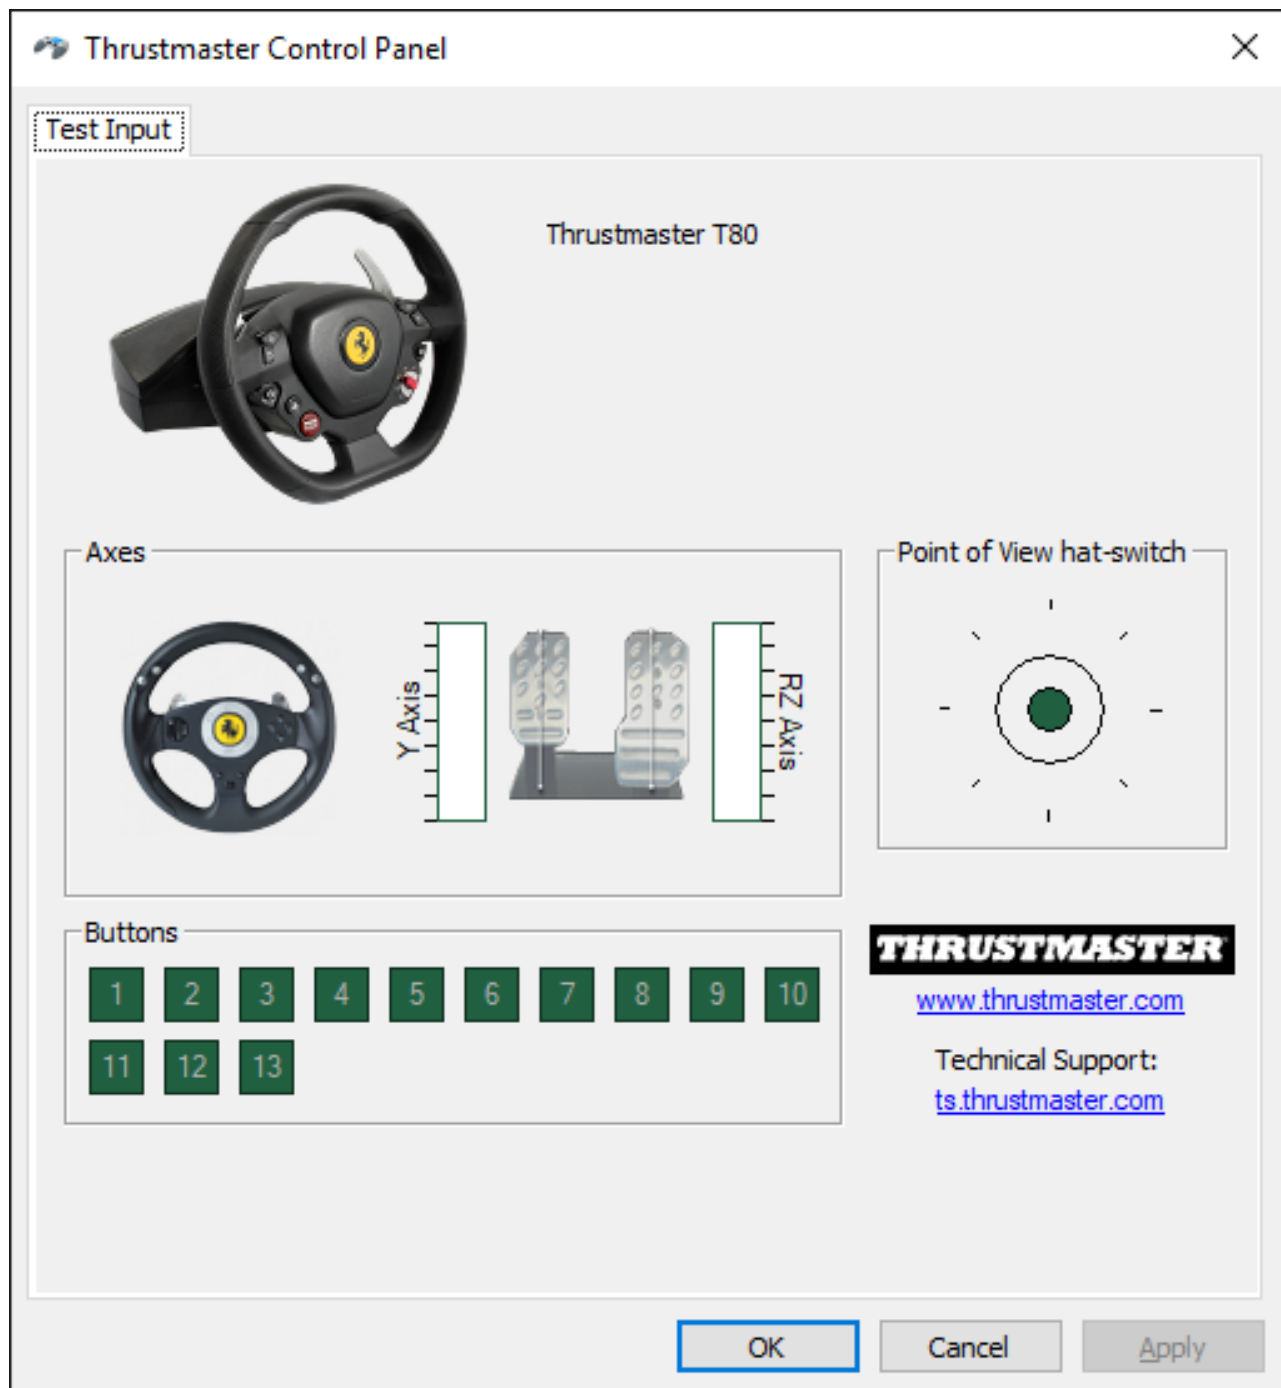 Thrustmaster Control Panel
Test Input
Thrustmaster T80
Axes
Y Axis
RZ Axis
Point of View hat-switch
Buttons
1 2 3 4 5 6 7 8 9 10
11 12 13
THRUSTMASTER
www.thrustmaster.com
Technical Support:
ts.thrustmaster.com
OK Cancel Apply